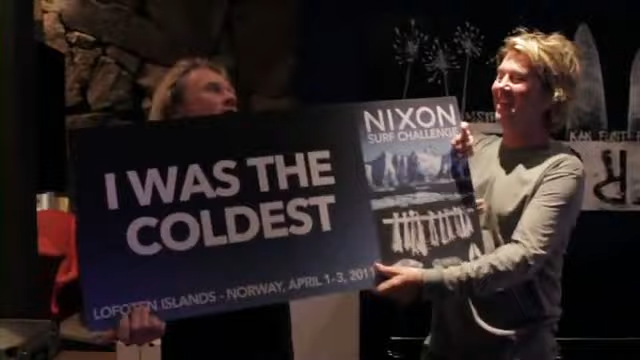 NIXON
SURF CHALLENGE
I WAS THE
COLDEST
LOFOTEN ISLANDS - NORWAY, APRIL 1-3, 2011